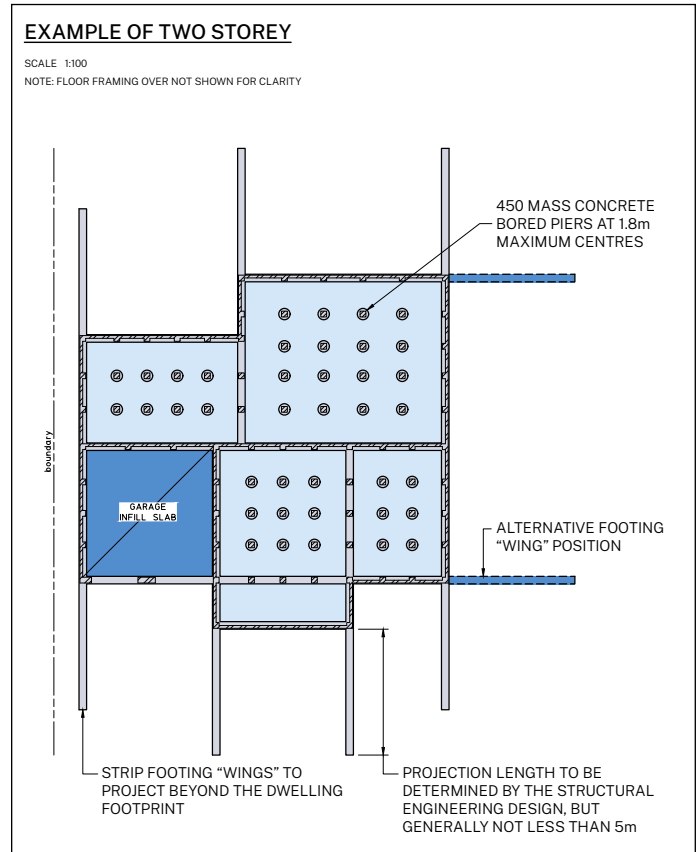 EXAMPLE OF TWO STOREY
SCALE 1:100
NOTE: FLOOR FRAMING OVER NOT SHOWN FOR CLARITY
450 MASS CONCRETE
BORED PIERS AT 1.8m
MAXIMUM CENTRES
boundary
GARAGE
INFILL SLAB
ALTERNATIVE FOOTING
“WING” POSITION
STRIP FOOTING “WINGS” TO
PROJECT BEYOND THE DWELLING
FOOTPRINT
PROJECTION LENGTH TO BE
DETERMINED BY THE STRUCTURAL
ENGINEERING DESIGN, BUT
GENERALLY NOT LESS THAN 5m